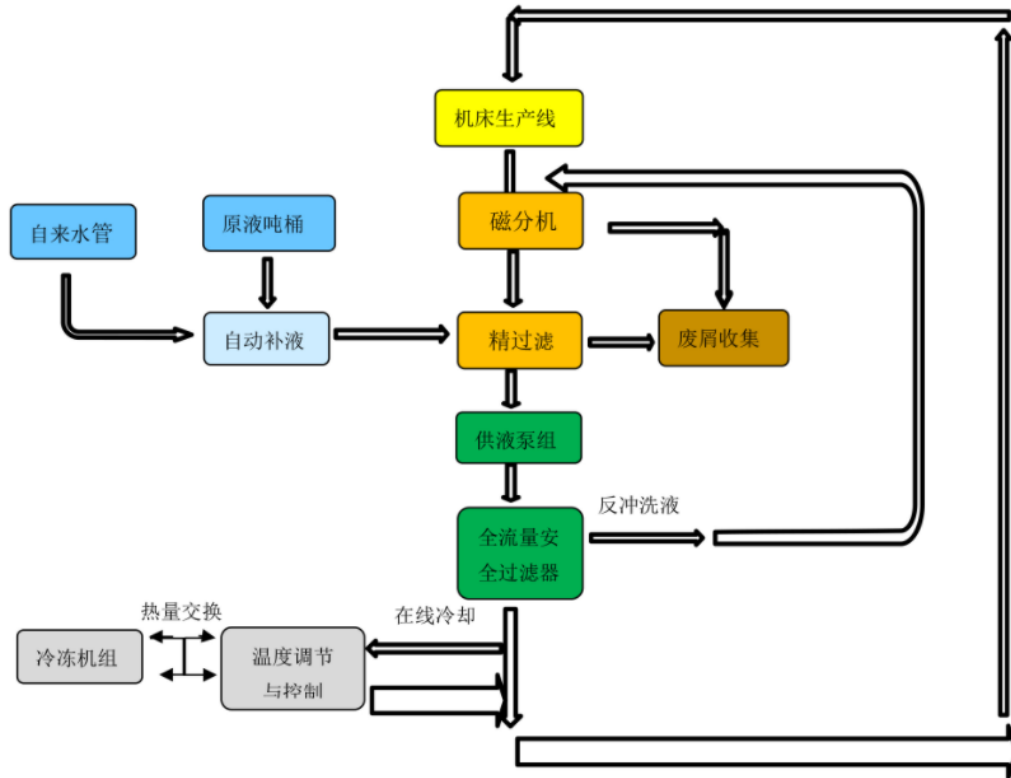 机床生产线
磁分机
自来水管
原液吨桶
自动补液
精过滤
废屑收集
供液泵组
反冲洗液
全流量安
全过滤器
热量交换
在线冷却
冷冻机组
温度调节
与控制